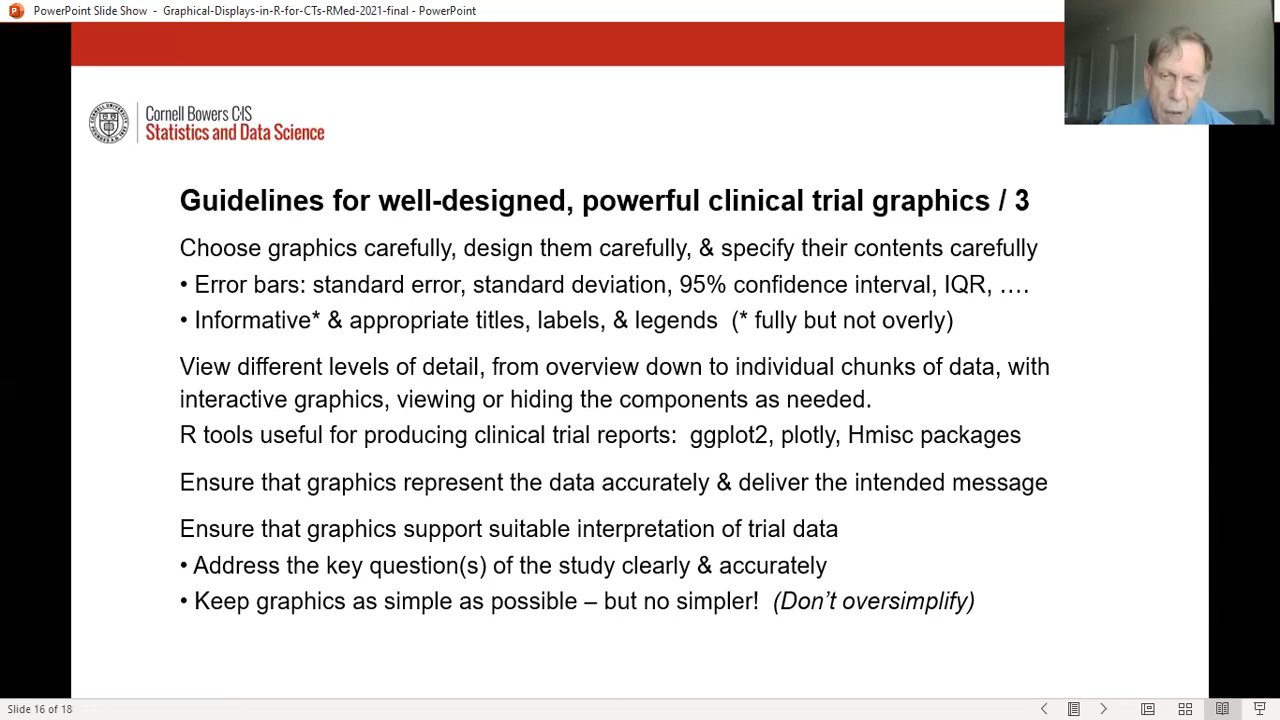 PowerPoint Slide Show - Graphical-Displays-in-R-for-CTs-RMed-2021-final - PowerPoint
Cornell Bowers C·IS
Statistics and Data Science
Guidelines for well-designed, powerful clinical trial graphics / 3
Choose graphics carefully, design them carefully, & specify their contents carefully
• Error bars: standard error, standard deviation, 95% confidence interval, IQR, ….
• Informative* & appropriate titles, labels, & legends (* fully but not overly)
View different levels of detail, from overview down to individual chunks of data, with
interactive graphics, viewing or hiding the components as needed.
R tools useful for producing clinical trial reports: ggplot2, plotly, Hmisc packages
Ensure that graphics represent the data accurately & deliver the intended message
Ensure that graphics support suitable interpretation of trial data
• Address the key question(s) of the study clearly & accurately
• Keep graphics as simple as possible – but no simpler! (Don’t oversimplify)
Slide 16 of 18